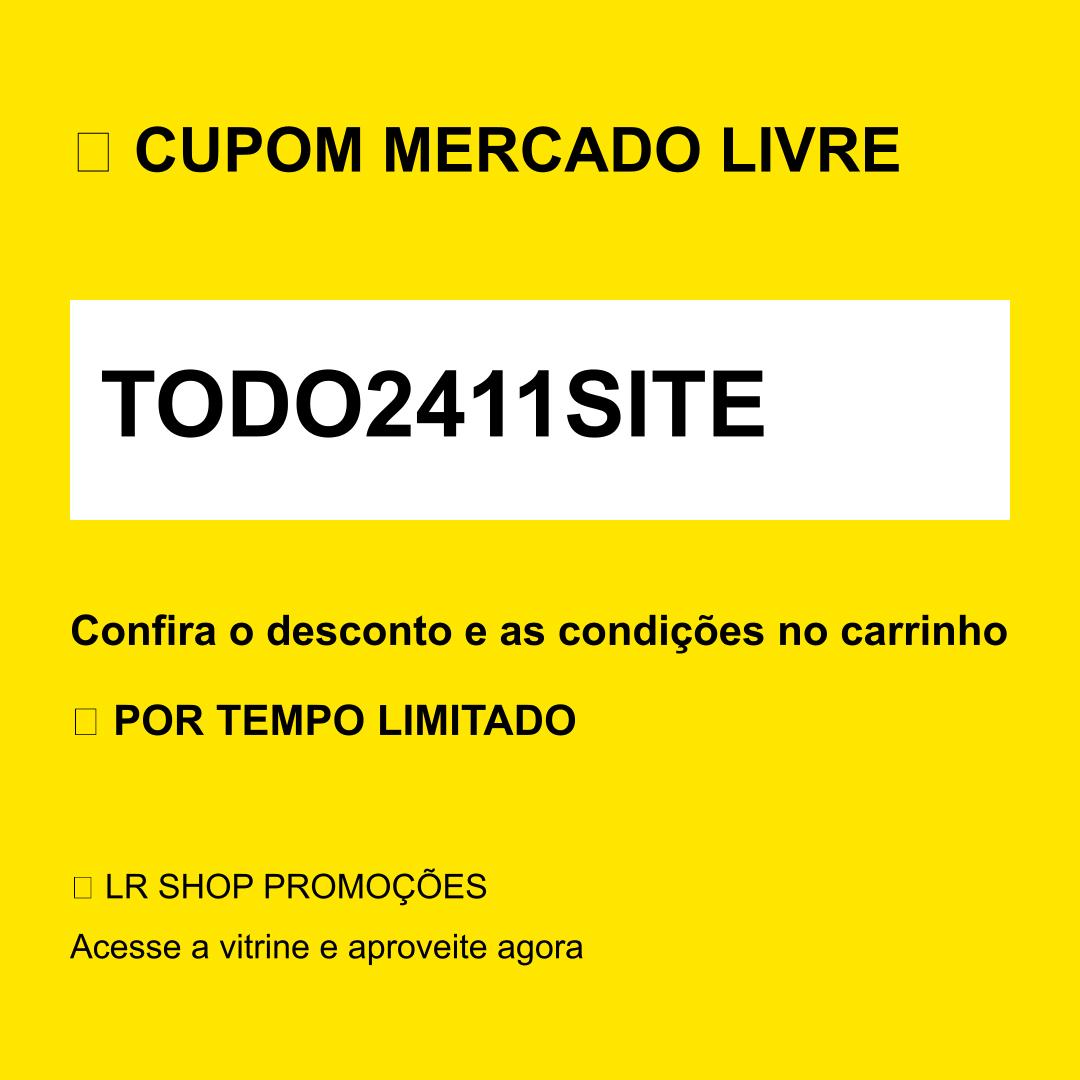 CUPOM MERCADO LIVRE
TODO2411SITE
Confira o desconto e as condições no carrinho
POR TEMPO LIMITADO
LR SHOP PROMOÇÕES
Acesse a vitrine e aproveite agora